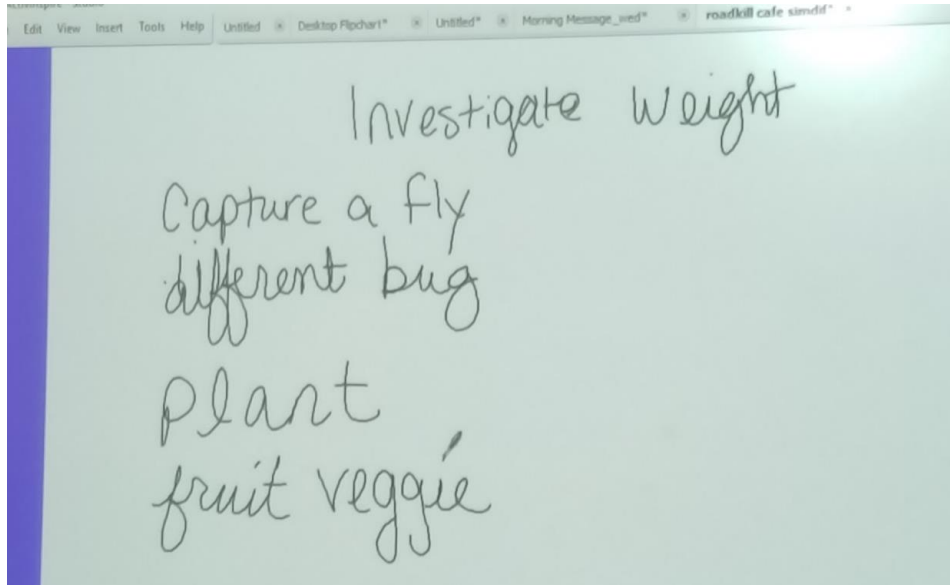 Edit View Insert Tools Help Untitled Desktop Flipchart* Untitled* Morning Message_wed* roadkill cafe simdif*
Investigate Weight
Capture a fly
different bug
plant
fruit veggie